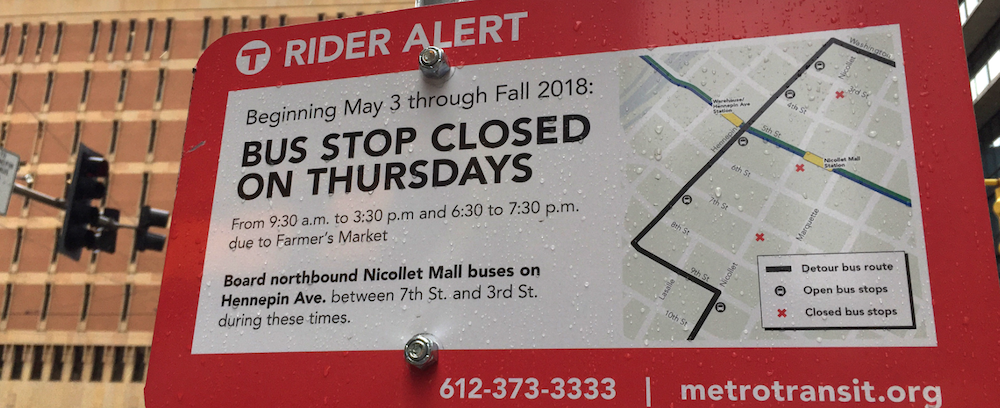 T RIDER ALERT
Beginning May 3 through Fall 2018:
BUS STOP CLOSED
ON THURSDAYS
From 9:30 a.m. to 3:30 p.m and 6:30 to 7:30 p.m.
due to Farmer's Market
Board northbound Nicollet Mall buses on
Hennepin Ave. between 7th St. and 3rd St.
during these times.
Washington
Nicollet
3rd St
4th St
Warehouse/
Hennepin Ave
Station
Hennepin
5th St
Nicollet Mall
Station
6th St
7th St
8th St
Marquette
9th St
Nicollet
Lasalle
10th St
Detour bus route
Open bus stops
Closed bus stops
612-373-3333 | metrotransit.org